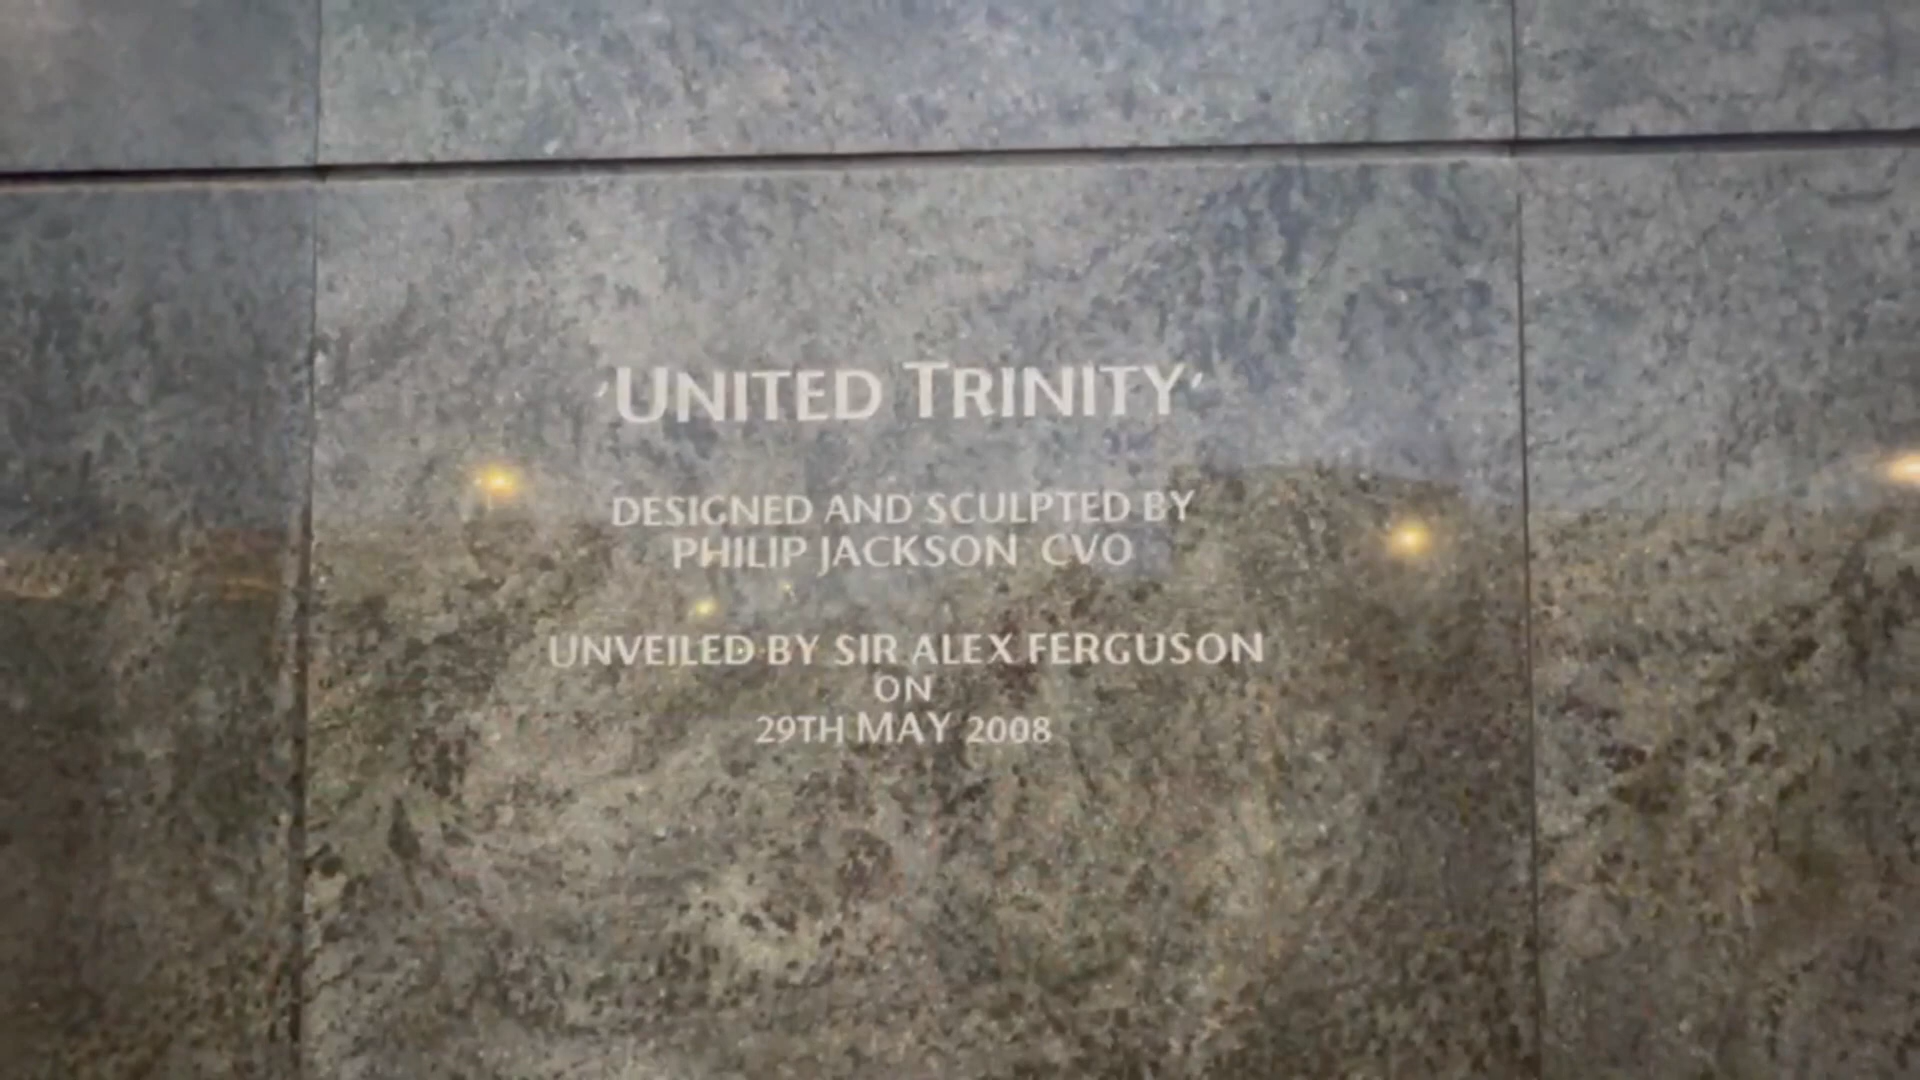 'UNITED TRINITY'
DESIGNED AND SCULPTED BY
PHILIP JACKSON CVO
UNVEILED BY SIR ALEX FERGUSON
ON
29TH MAY 2008